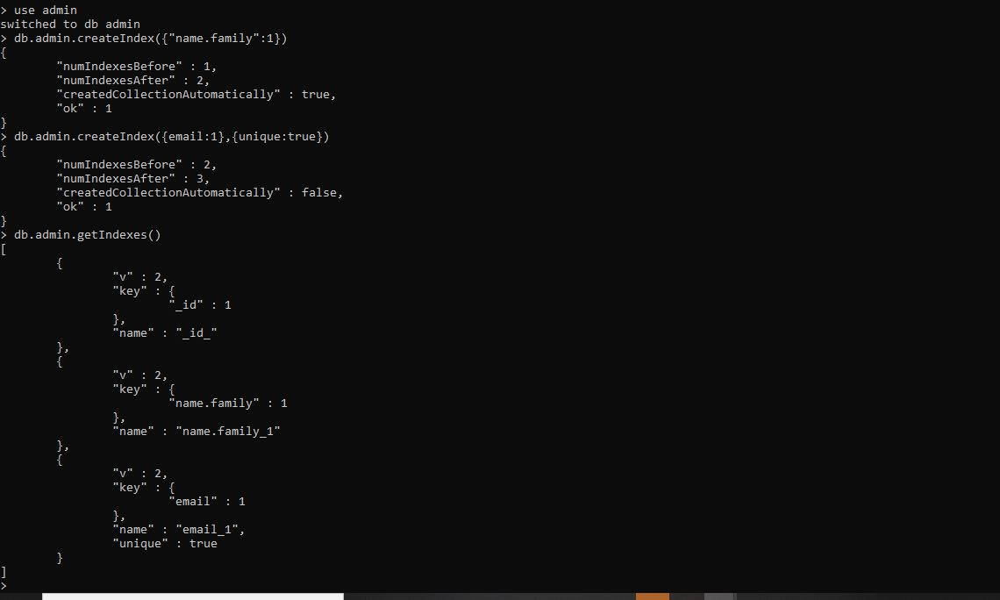 > use admin
switched to db admin
> db.admin.createIndex({"name.family":1})
{
        "numIndexesBefore" : 1,
        "numIndexesAfter" : 2,
        "createdCollectionAutomatically" : true,
        "ok" : 1
}
> db.admin.createIndex({email:1},{unique:true})
{
        "numIndexesBefore" : 2,
        "numIndexesAfter" : 3,
        "createdCollectionAutomatically" : false,
        "ok" : 1
}
> db.admin.getIndexes()
[
        {
                "v" : 2,
                "key" : {
                        "_id" : 1
                },
                "name" : "_id_"
        },
        {
                "v" : 2,
                "key" : {
                        "name.family" : 1
                },
                "name" : "name.family_1"
        },
        {
                "v" : 2,
                "key" : {
                        "email" : 1
                },
                "name" : "email_1",
                "unique" : true
        }
]
>